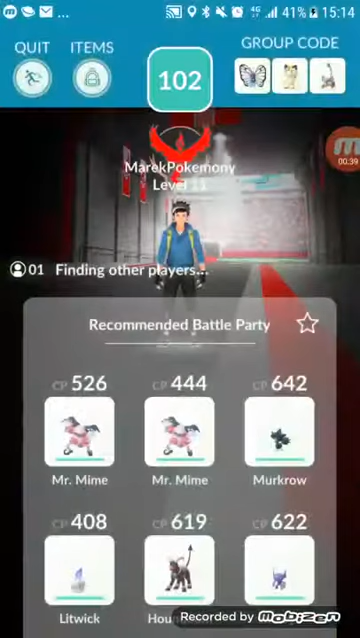 ... 4G 41% 15:14
QUIT ITEMS GROUP CODE
102
MarekPokemony
Level 11
00:39
01 Finding other players...
Recommended Battle Party
CP 526 CP 444 CP 642
Mr. Mime Mr. Mime Murkrow
CP 408 CP 619 CP 622
Litwick Houn
Recorded by mobizen